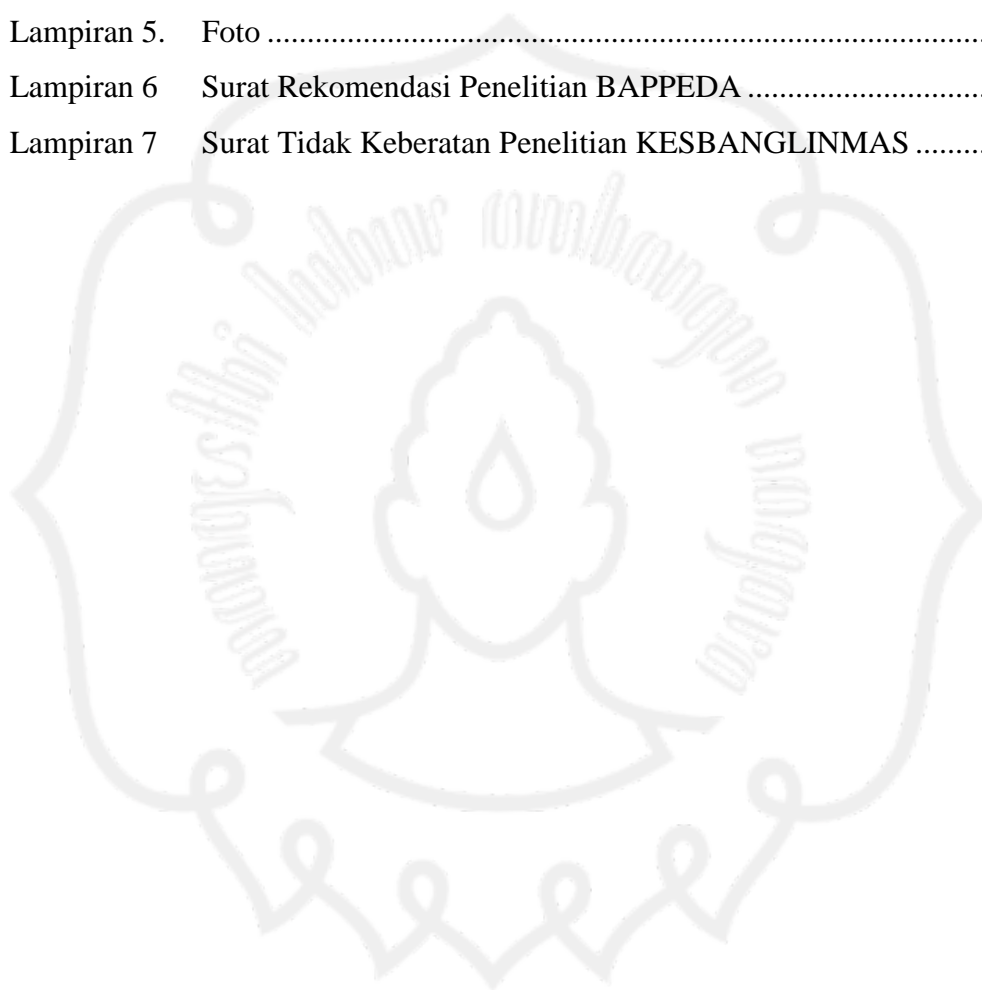 Lampiran 5. Foto ...........................................................................................
Lampiran 6 Surat Rekomendasi Penelitian BAPPEDA ..............................
Lampiran 7 Surat Tidak Keberatan Penelitian KESBANGLINMAS .........